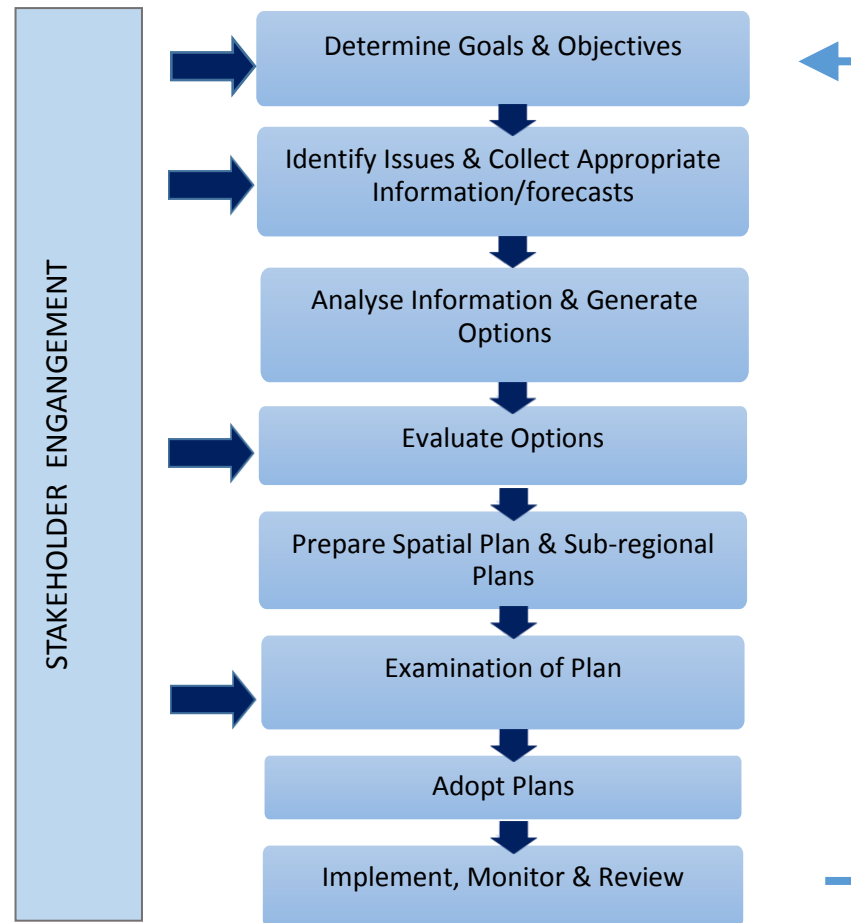 STAKEHOLDER ENGANGEMENT
Determine Goals & Objectives
Identify Issues & Collect Appropriate
Information/forecasts
Analyse Information & Generate
Options
Evaluate Options
Prepare Spatial Plan & Sub-regional
Plans
Examination of Plan
Adopt Plans
Implement, Monitor & Review